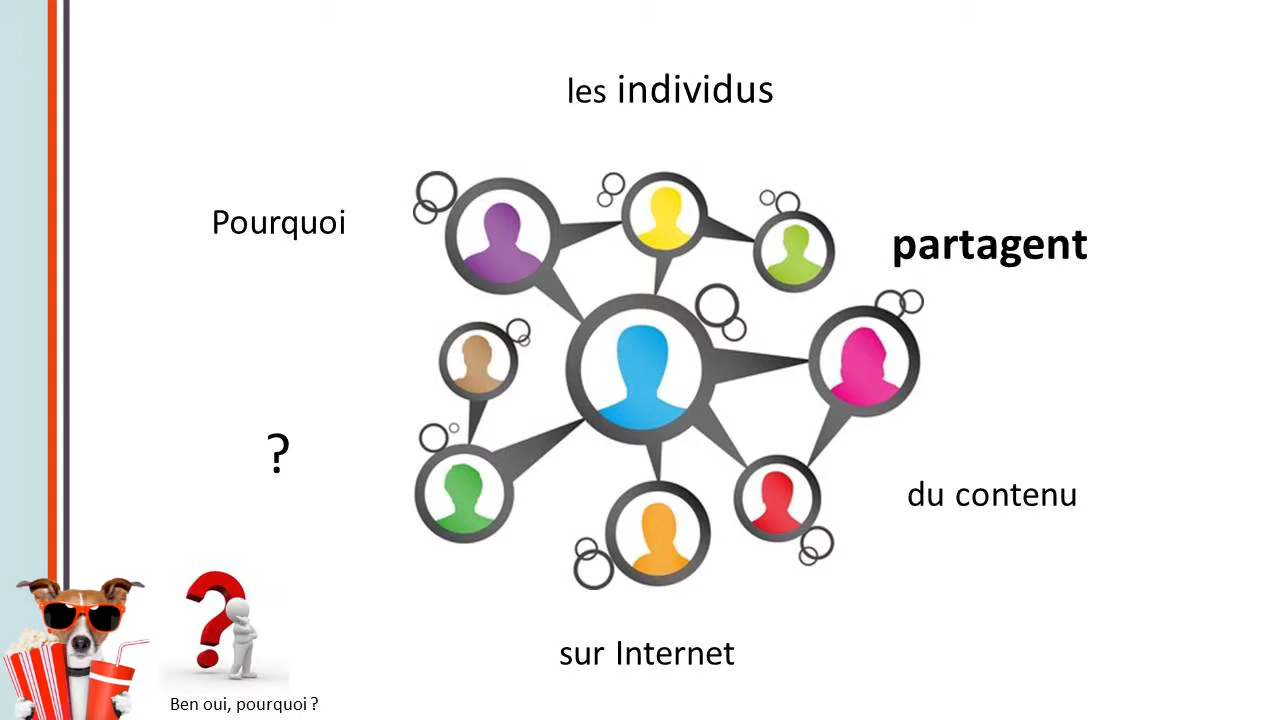 Pourquoi
les individus
partagent
du contenu
sur Internet
?
Ben oui, pourquoi ?